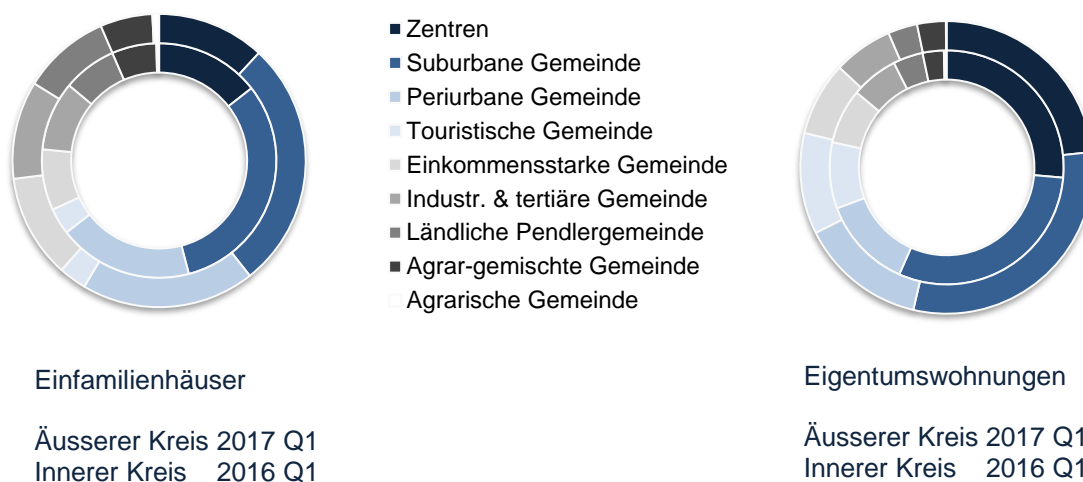 Zentren
Suburbane Gemeinde
Periurbane Gemeinde
Touristische Gemeinde
Einkommensstarke Gemeinde
Industr. & tertiäre Gemeinde
Ländliche Pendlergemeinde
Agrar-gemischte Gemeinde
Agrarische Gemeinde
Einfamilienhäuser
Äusserer Kreis 2017 Q1
Innerer Kreis 2016 Q1
Eigentumswohnungen
Äusserer Kreis 2017 Q1
Innerer Kreis 2016 Q1